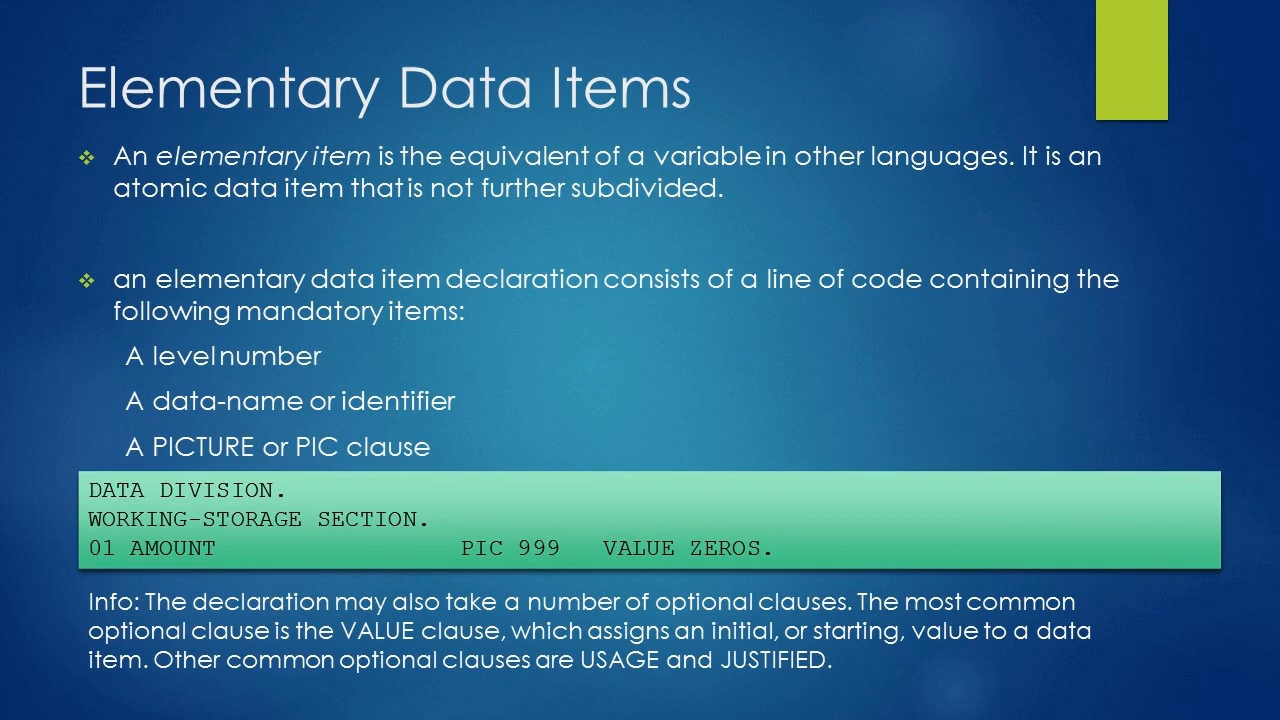 Elementary Data Items
An elementary item is the equivalent of a variable in other languages. It is an
atomic data item that is not further subdivided.
an elementary data item declaration consists of a line of code containing the
following mandatory items:
A level number
A data-name or identifier
A PICTURE or PIC clause
DATA DIVISION.
WORKING-STORAGE SECTION.
01 AMOUNT PIC 999 VALUE ZEROS.
Info: The declaration may also take a number of optional clauses. The most common
optional clause is the VALUE clause, which assigns an initial, or starting, value to a data
item. Other common optional clauses are USAGE and JUSTIFIED.